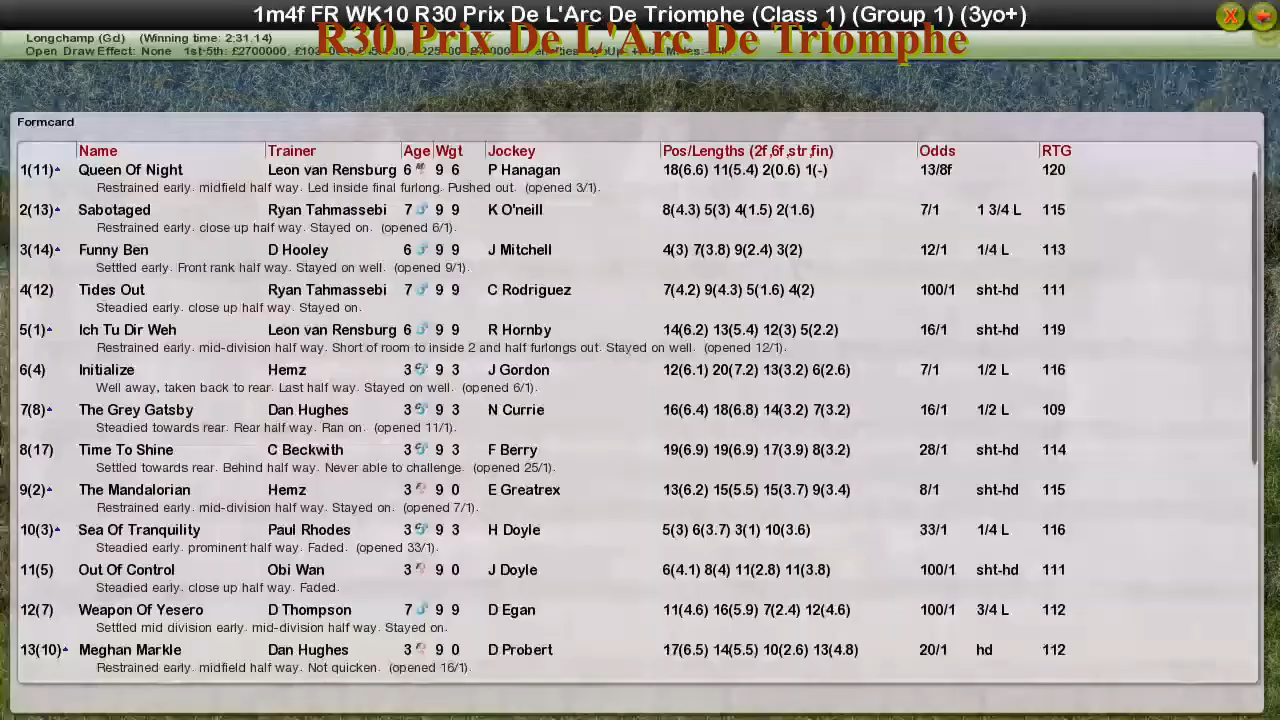 1m4f FR WK10 R30 Prix De L'Arc De Triomphe (Class 1) (Group 1) (3yo+)
R30 Prix De L'Arc De Triomphe
Longchamp (Gd) (Winning time: 2:31.14)
Open Draw Effect: None 1st-5th: £2700000,
Formcard
Name Trainer Age Wgt Jockey Pos/Lengths (2f,6f,str,fin) Odds RTG
1(11) Queen Of Night Leon van Rensburg 6 9 6 P Hanagan 18(6.6) 11(5.4) 2(0.6) 1(-) 13/8f 120
Restrained early. midfield half way. Led inside final furlong. Pushed out. (opened 3/1).
2(13) Sabotaged Ryan Tahmassebi 7 9 9 K O'neill 8(4.3) 5(3) 4(1.5) 2(1.6) 7/1 1 3/4 L 115
Restrained early. close up half way. Stayed on. (opened 6/1).
3(14) Funny Ben D Hooley 6 9 9 J Mitchell 4(3) 7(3.8) 9(2.4) 3(2) 12/1 1/4 L 113
Settled early. Front rank half way. Stayed on well. (opened 9/1).
4(12) Tides Out Ryan Tahmassebi 7 9 9 C Rodriguez 7(4.2) 9(4.3) 5(1.6) 4(2) 100/1 sht-hd 111
Steadied early. close up half way. Stayed on.
5(1) Ich Tu Dir Weh Leon van Rensburg 6 9 9 R Hornby 14(6.2) 13(5.4) 12(3) 5(2.2) 16/1 sht-hd 119
Restrained early. mid-division half way. Short of room to inside 2 and half furlongs out. Stayed on well. (opened 12/1).
6(4) Initialize Hemz 3 9 3 J Gordon 12(6.1) 20(7.2) 13(3.2) 6(2.6) 7/1 1/2 L 116
Well away, taken back to rear. Last half way. Stayed on well. (opened 6/1).
7(8) The Grey Gatsby Dan Hughes 3 9 3 N Currie 16(6.4) 18(6.8) 14(3.2) 7(3.2) 16/1 1/2 L 109
Steadied towards rear. Rear half way. Ran on. (opened 11/1).
8(17) Time To Shine C Beckwith 3 9 3 F Berry 19(6.9) 19(6.9) 17(3.9) 8(3.2) 28/1 sht-hd 114
Settled towards rear. Behind half way. Never able to challenge. (opened 25/1).
9(2) The Mandalorian Hemz 3 9 0 E Greatrex 13(6.2) 15(5.5) 15(3.7) 9(3.4) 8/1 sht-hd 115
Restrained early. mid-division half way. Stayed on. (opened 7/1).
10(3) Sea Of Tranquility Paul Rhodes 3 9 3 H Doyle 5(3) 6(3.7) 3(1) 10(3.6) 33/1 1/4 L 116
Steadied early. prominent half way. Faded. (opened 33/1).
11(5) Out Of Control Obi Wan 3 9 0 J Doyle 6(4.1) 8(4) 11(2.8) 11(3.8) 100/1 sht-hd 111
Steadied early. close up half way. Faded.
12(7) Weapon Of Yesero D Thompson 7 9 9 D Egan 11(4.6) 16(5.9) 7(2.4) 12(4.6) 100/1 3/4 L 112
Settled mid division early. mid-division half way. Stayed on.
13(10) Meghan Markle Dan Hughes 3 9 0 D Probert 17(6.5) 14(5.5) 10(2.6) 13(4.8) 20/1 hd 112
Restrained early. midfield half way. Not quicken. (opened 16/1).